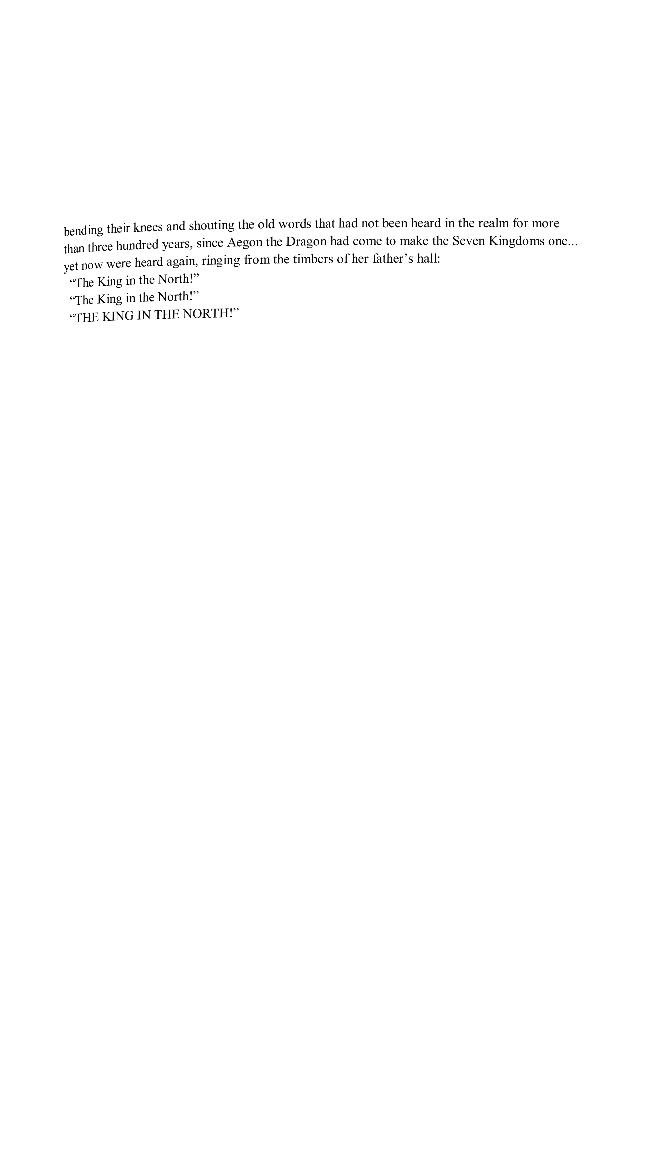 bending their knees and shouting the old words that had not been heard in the realm for more
than three hundred years, since Aegon the Dragon had come to make the Seven Kingdoms one...
yet now were heard again, ringing from the timbers of her father’s hall:
“The King in the North!”
“The King in the North!”
“THE KING IN THE NORTH!”